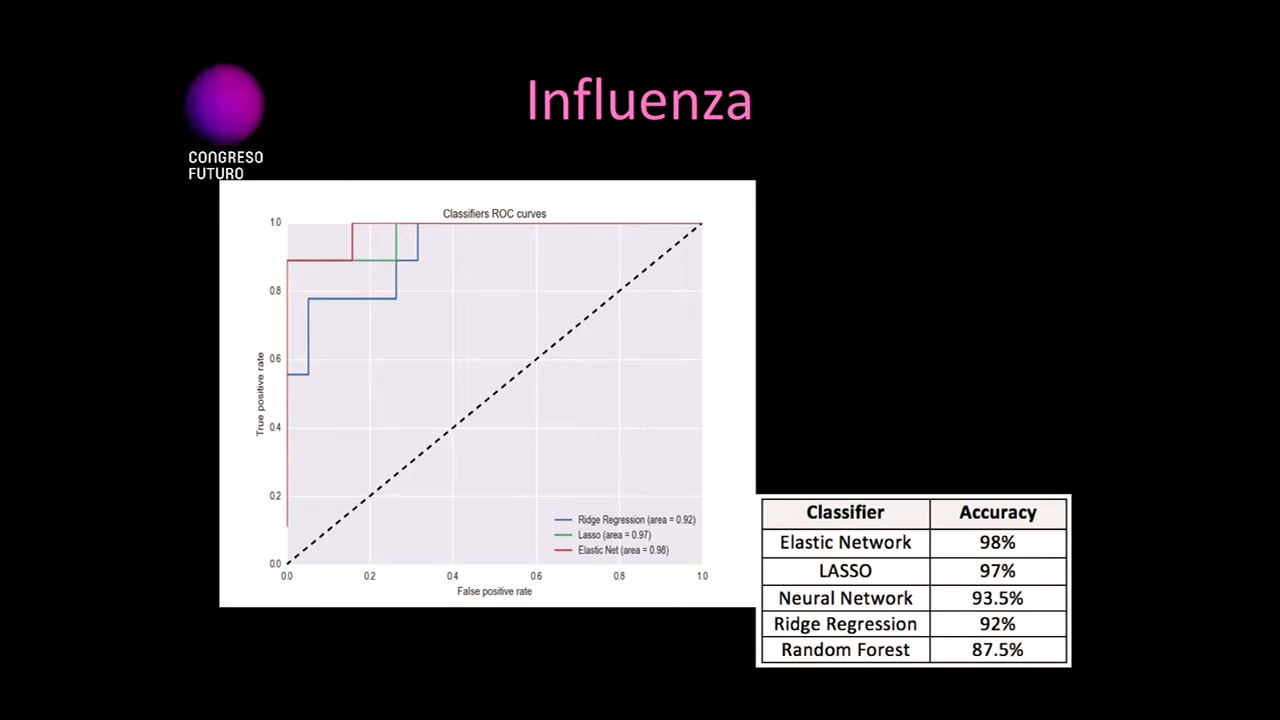 Influenza
CONGRESO
FUTURO
Classifiers ROC curves
1.0
0.8
0.6
0.4
0.2
0.0
True positive rate
0.0 0.2 0.4 0.6 0.8 1.0
False positive rate
Ridge Regression (area = 0.92)
Lasso (area = 0.97)
Elastic Net (area = 0.98)
Classifier Accuracy
Elastic Network 98%
LASSO 97%
Neural Network 93.5%
Ridge Regression 92%
Random Forest 87.5%